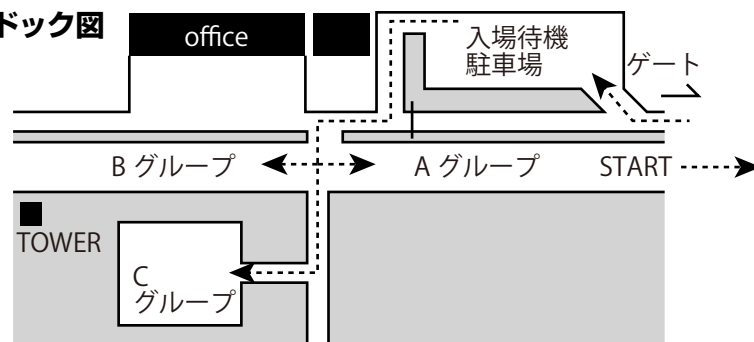 ドック図
office
入場待機
駐車場
ゲート
B グループ
A グループ
START
TOWER
C
グループ